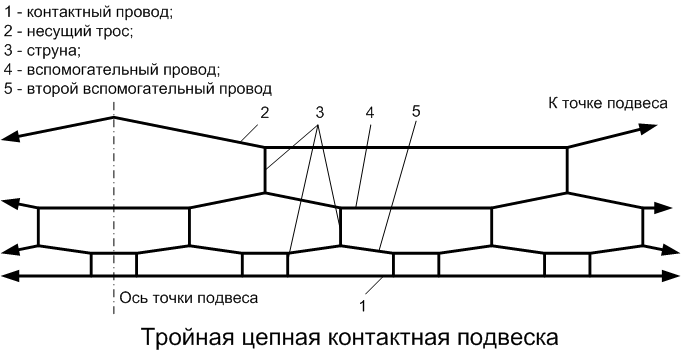 1 - контактный провод;
2 - несущий трос;
3 - струна;
4 - вспомогательный провод;
5 - второй вспомогательный провод
К точке подвеса
2
3
4
5
Ось точки подвеса
1
Тройная цепная контактная подвеска